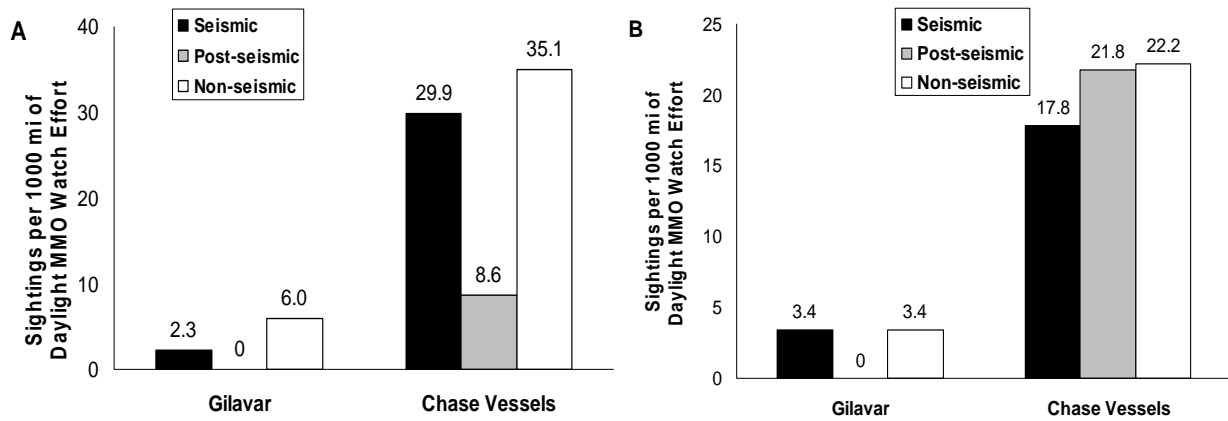 A
Sightings per 1000 mi of
Daylight MMO Watch Effort
40
30
20
10
0
Seismic
Post-seismic
Non-seismic
2.3
0
6.0
29.9
8.6
35.1
Gilavar
Chase Vessels
B
Sightings per 1000 mi of
Daylight MMO Watch Effort
25
20
15
10
5
0
Seismic
Post-seismic
Non-seismic
3.4
0
3.4
17.8
21.8
22.2
Gilavar
Chase Vessels